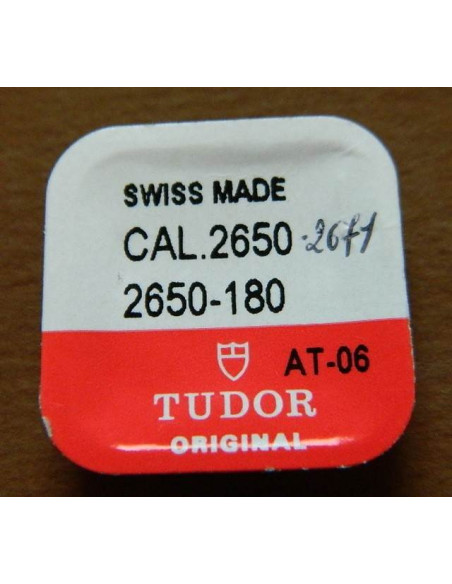 SWISS MADE
CAL.2650-2671
2650-180
AT-06
TUDOR
ORIGINAL